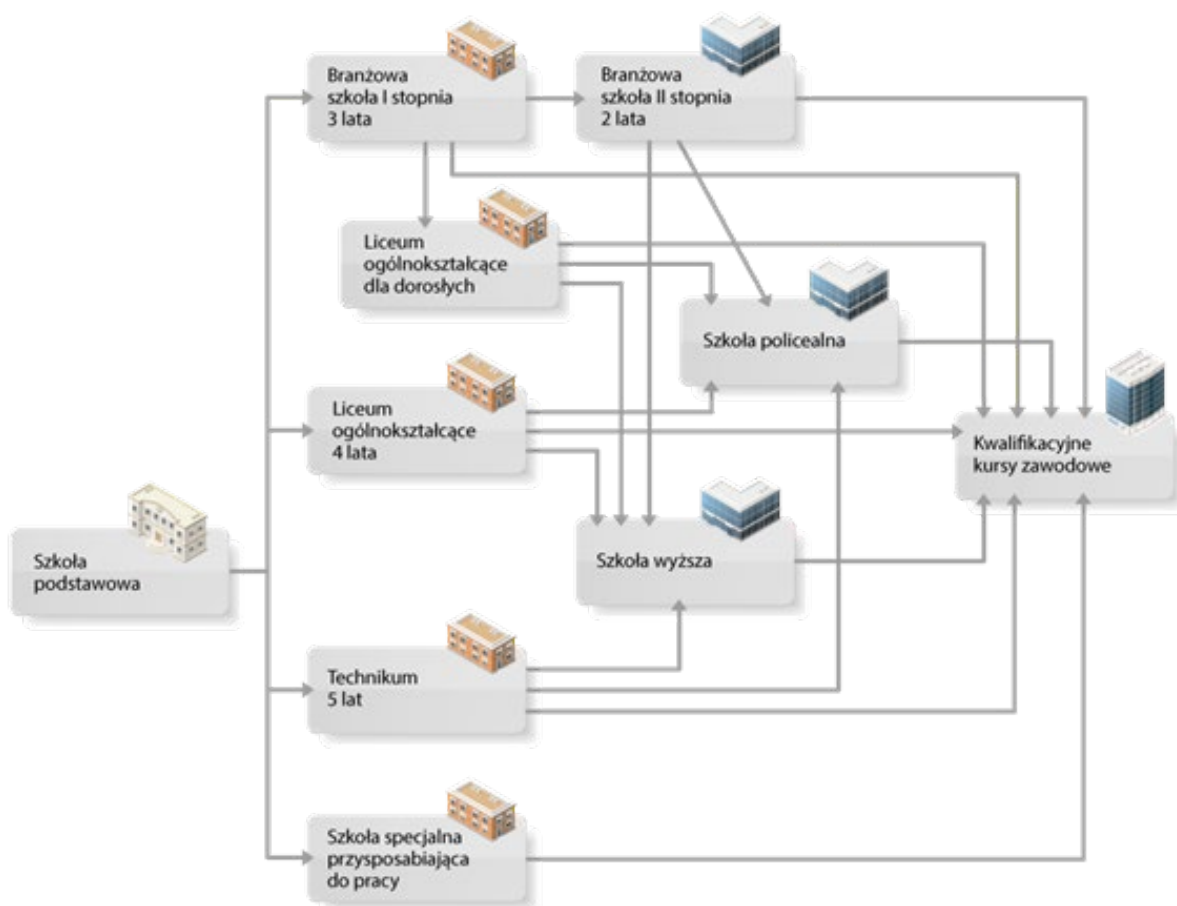 Branżowa
szkoła I stopnia
3 lata
Branżowa
szkoła II stopnia
2 lata
Liceum
ogólnokształcące
dla dorosłych
Szkoła policealna
Liceum
ogólnokształcące
4 lata
Kwalifikacyjne
kursy zawodowe
Szkoła
podstawowa
Szkoła wyższa
Technikum
5 lat
Szkoła specjalna
przysposabiająca
do pracy